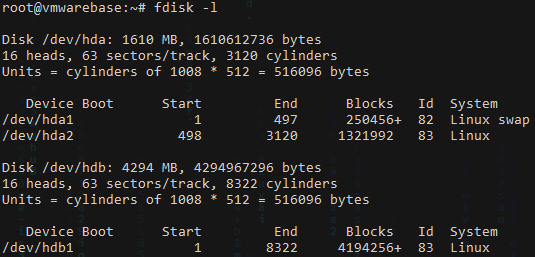 root@vmwarebase:~# fdisk -l
Disk /dev/hda: 1610 MB, 1610612736 bytes
16 heads, 63 sectors/track, 3120 cylinders
Units = cylinders of 1008 * 512 = 516096 bytes
Device Boot Start End Blocks Id System
/dev/hda1 1 497 250456+ 82 Linux swap
/dev/hda2 498 3120 1321992 83 Linux
Disk /dev/hdb: 4294 MB, 4294967296 bytes
16 heads, 63 sectors/track, 8322 cylinders
Units = cylinders of 1008 * 512 = 516096 bytes
Device Boot Start End Blocks Id System
/dev/hdb1 1 8322 4194256+ 83 Linux